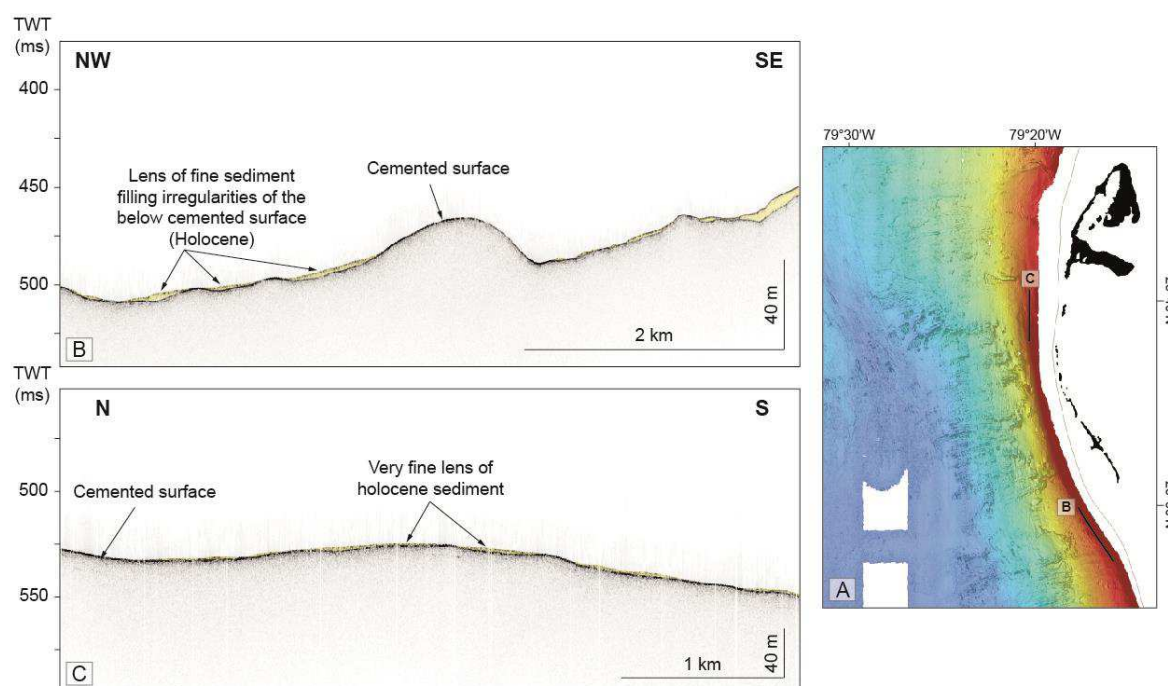 TWT
(ms)
NW
SE
400
450
500
Lens of fine sediment
filling irregularities of the
below cemented surface
(Holocene)
Cemented surface
40 m
2 km
B
TWT
(ms)
N
S
500
550
Cemented surface
Very fine lens of
holocene sediment
40 m
1 km
C
79°30'W
79°20'W
C
B
A